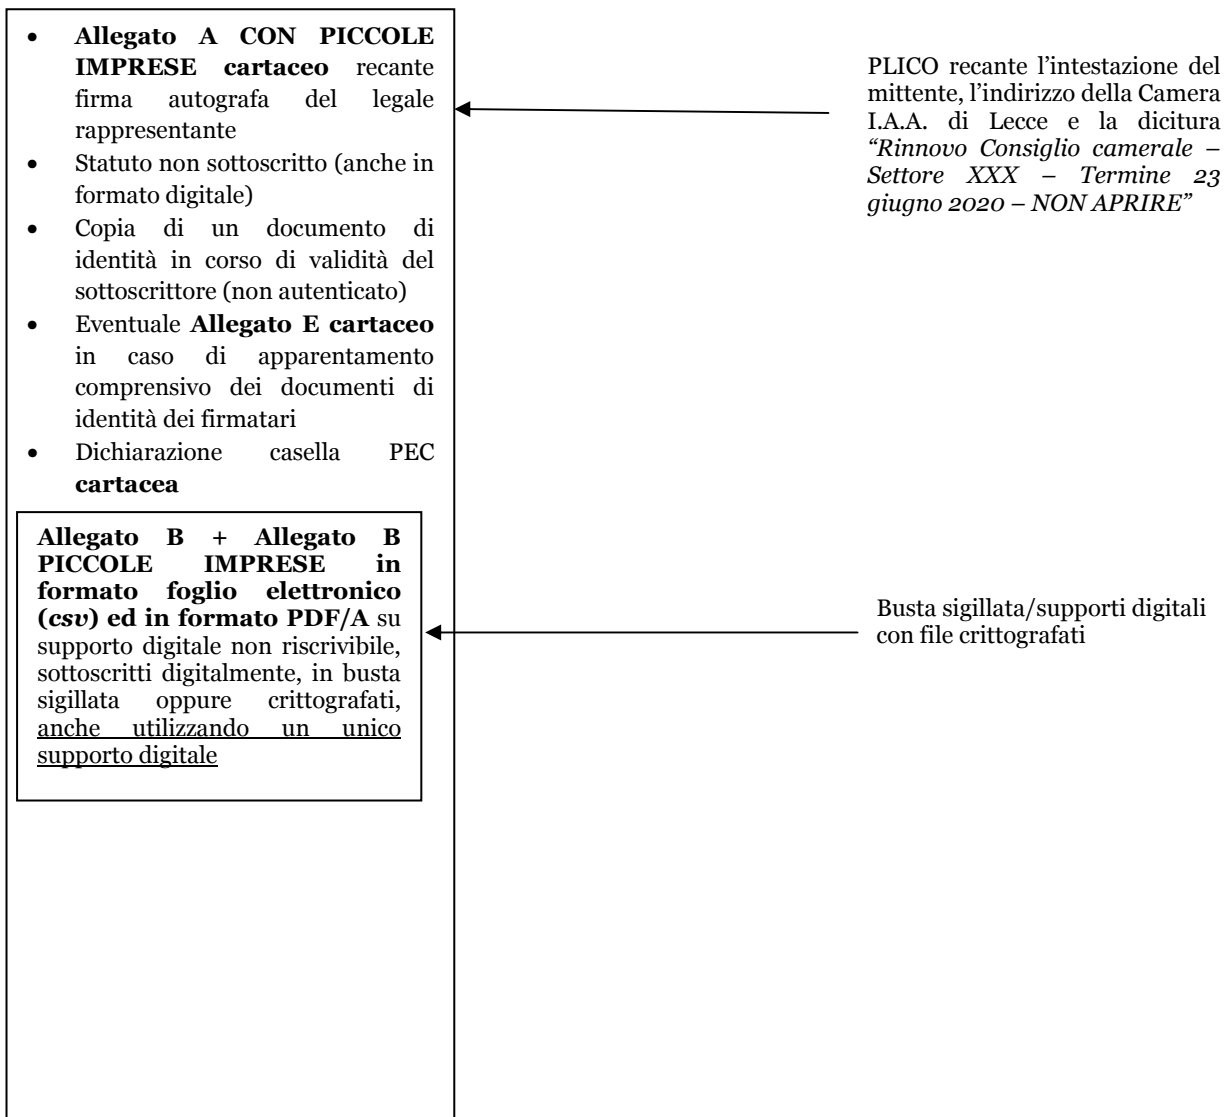 • Allegato A CON PICCOLE
IMPRESE cartaceo recante
firma autografa del legale
rappresentante
• Statuto non sottoscritto (anche in
formato digitale)
• Copia di un documento di
identità in corso di validità del
sottoscrittore (non autenticato)
• Eventuale Allegato E cartaceo
in caso di apparentamento
comprensivo dei documenti di
identità dei firmatari
• Dichiarazione casella PEC
cartacea
Allegato B + Allegato B
PICCOLE IMPRESE in
formato foglio elettronico
(csv) ed in formato PDF/A su
supporto digitale non riscrivibile,
sottoscritti digitalmente, in busta
sigillata oppure crittografati,
anche utilizzando un unico
supporto digitale
PLICO recante l’intestazione del
mittente, l’indirizzo della Camera
I.A.A. di Lecce e la dicitura
“Rinnovo Consiglio camerale –
Settore XXX – Termine 23
giugno 2020 – NON APRIRE”
Busta sigillata/supporti digitali
con file crittografati